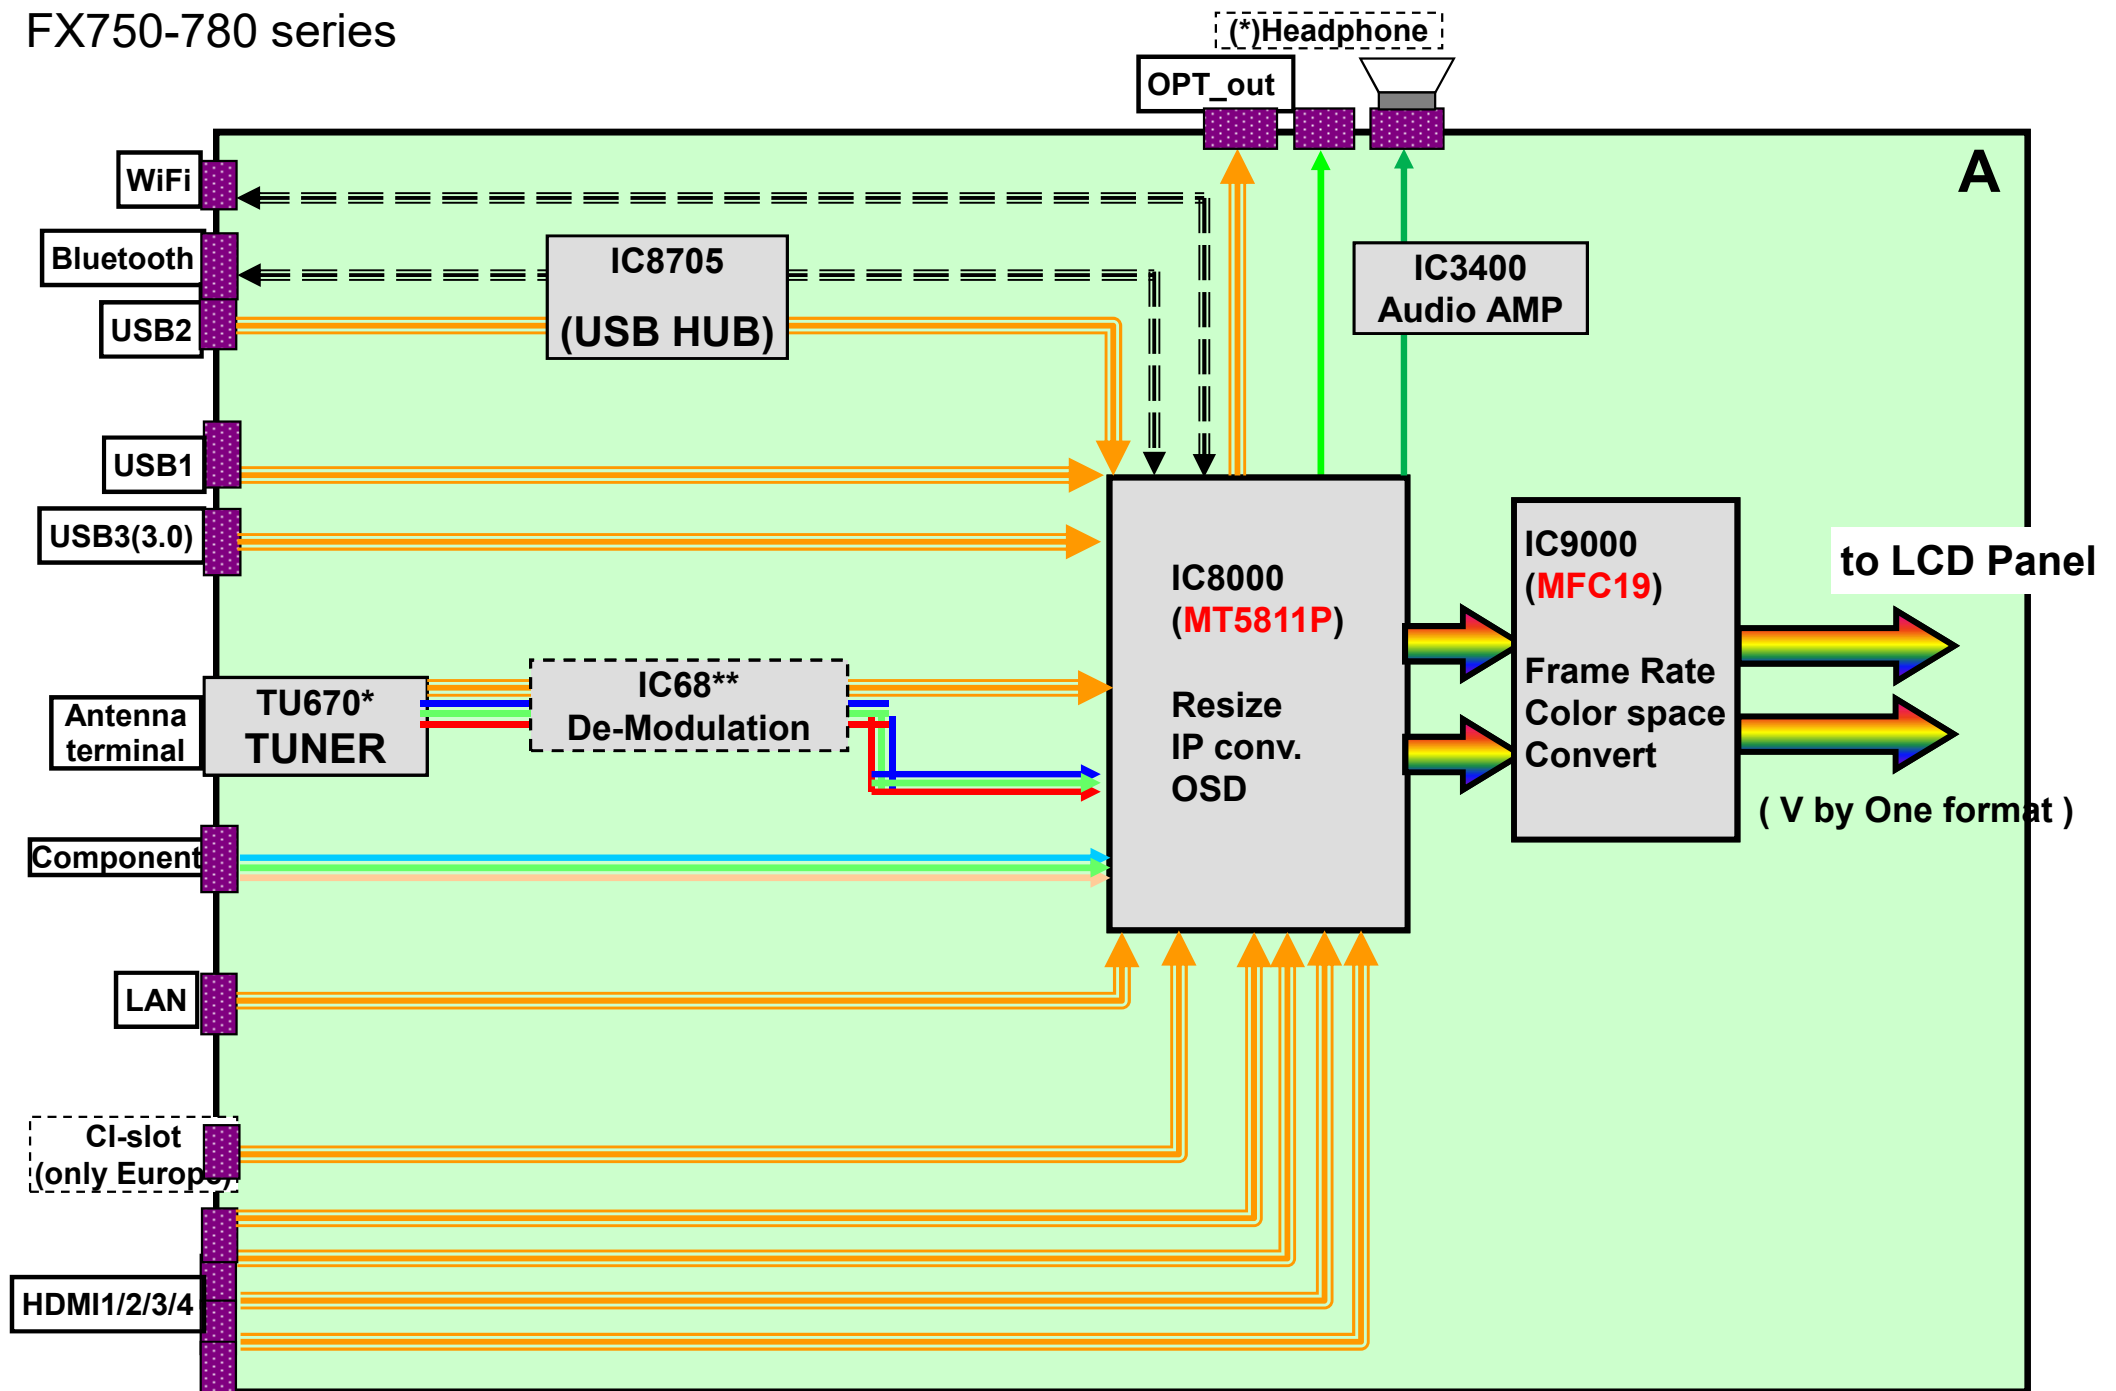 FX750-780 series
(*)Headphone
OPT_out
A
WiFi
Bluetooth
USB2
IC8705
(USB HUB)
IC3400
Audio AMP
USB1
USB3(3.0)
IC8000
(MT5811P)
Resize
IP conv.
OSD
IC9000
(MFC19)
Frame Rate
Color space
Convert
to LCD Panel
( V by One format )
Antenna
terminal
TU670*
TUNER
IC68**
De-Modulation
Component
LAN
CI-slot
(only Europe)
HDMI1/2/3/4